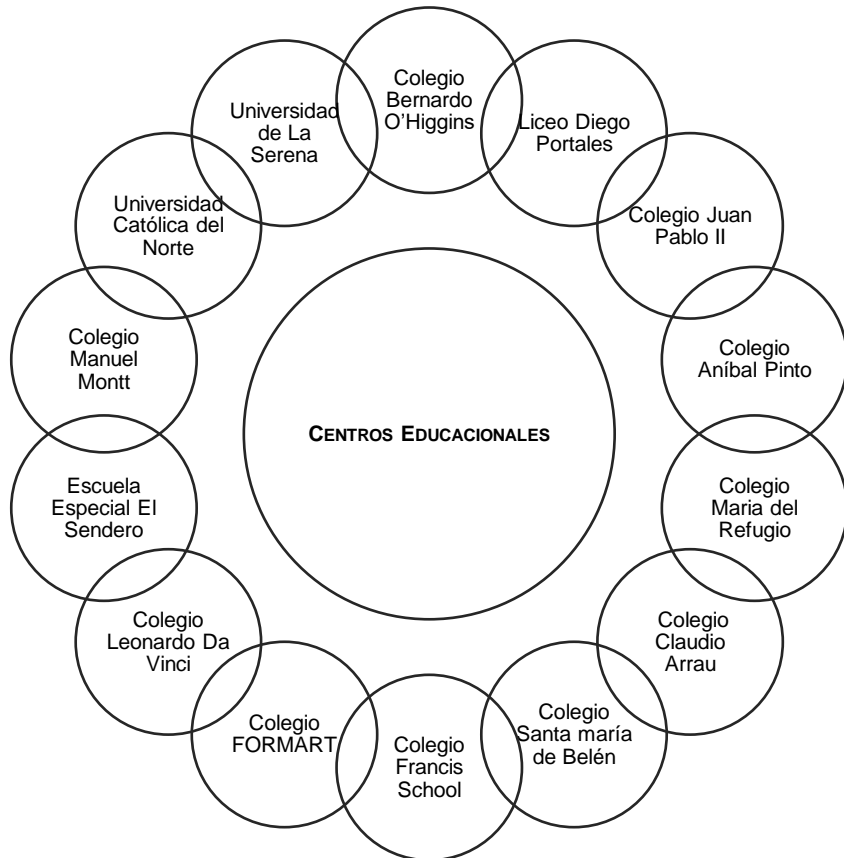 Colegio
Bernardo
O'Higgins
Liceo Diego
Portales
Colegio Juan
Pablo II
Colegio
Aníbal Pinto
Colegio
Maria del
Refugio
Colegio
Claudio
Arrau
Colegio
Santa maría
de Belén
Colegio
Francis
School
Colegio
FORMART
Colegio
Leonardo Da
Vinci
Escuela
Especial El
Sendero
Colegio
Manuel
Montt
Universidad
Católica del
Norte
Universidad
de La
Serena
CENTROS EDUCACIONALES